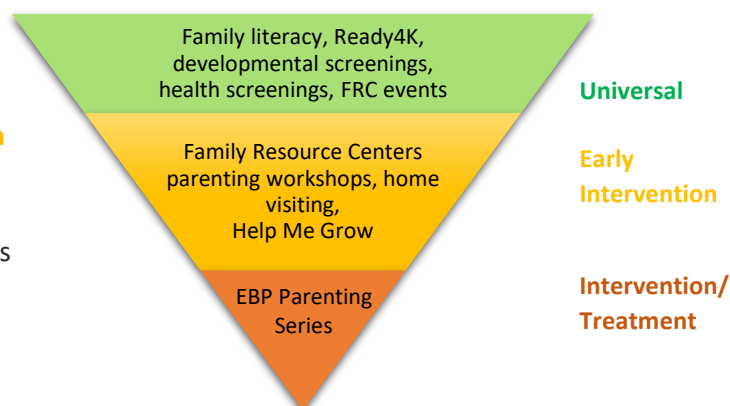 Family literacy, Ready4K,
developmental screenings,
health screenings, FRC events
Universal
Family Resource Centers
parenting workshops, home
visiting,
Help Me Grow
Early
Intervention
EBP Parenting
Series
Intervention/
Treatment